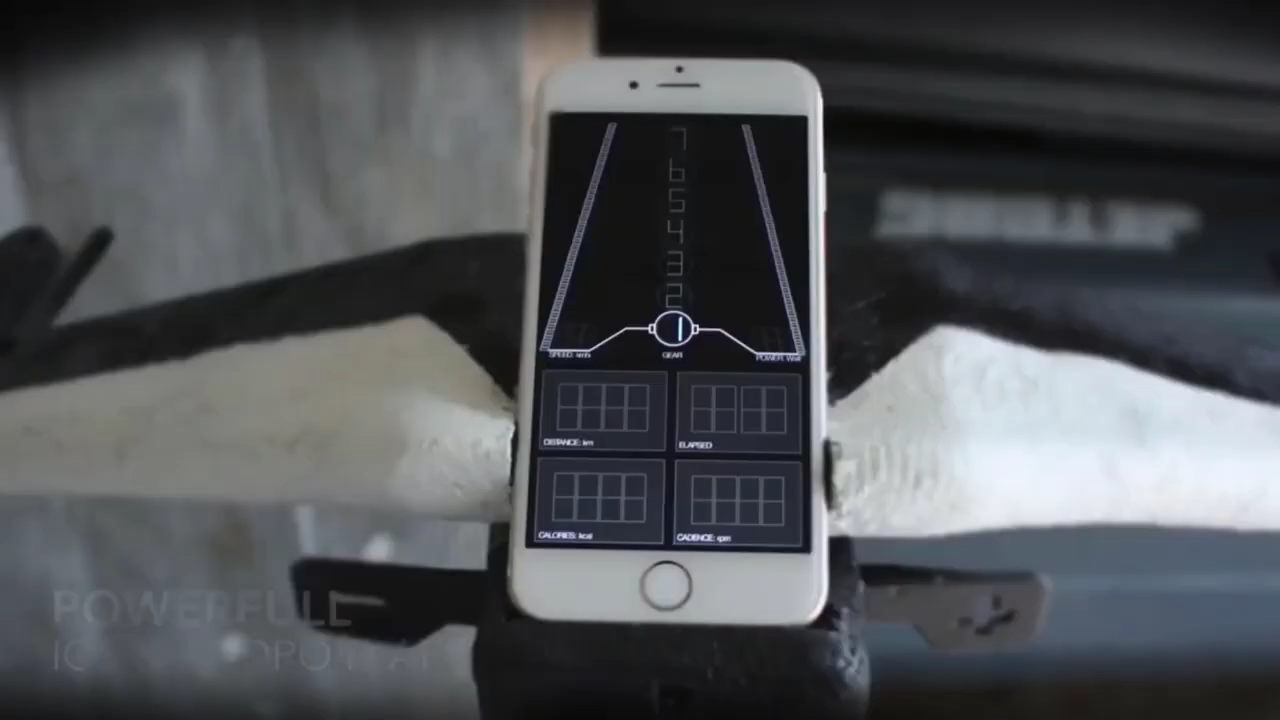 7
6
5
4
3
2
1
SPEED: km/h
GEAR
POWER: Watt
DISTANCE: km
ELAPSED
CALORIES: kcal
CADENCE: rpm
POWERFULL